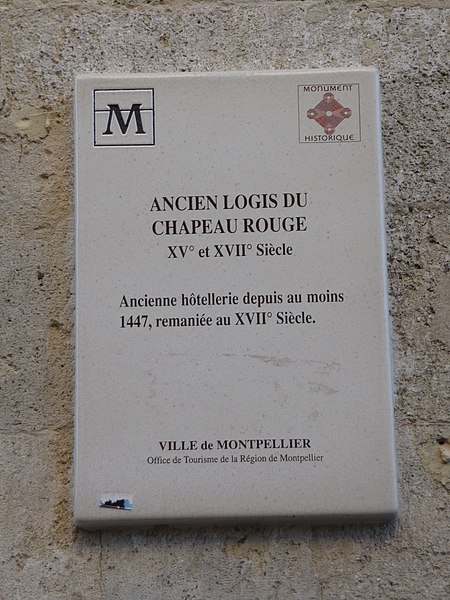 M
MONUMENT
HISTORIQUE
ANCIEN LOGIS DU
CHAPEAU ROUGE
XV° et XVII° Siècle
Ancienne hôtellerie depuis au moins
1447, remaniée au XVII° Siècle.
VILLE de MONTPELLIER
Office de Tourisme de la Région de Montpellier